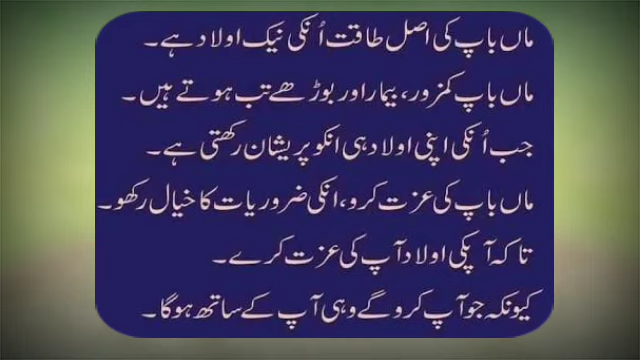 ماں باپ کی اصل طاقت اُنکی نیک اولاد ہے۔
ماں باپ کمزور، بیمار اور بوڑھے تب ہوتے ہیں۔
جب اُنکی اپنی اولاد ہی انکو پریشان رکھتی ہے۔
ماں باپ کی عزت کرو، انکی ضروریات کا خیال رکھو۔
تاکہ آپکی اولاد آپ کی عزت کرے۔
کیونکہ جو آپ کرو گے وہی آپ کے ساتھ ہوگا۔